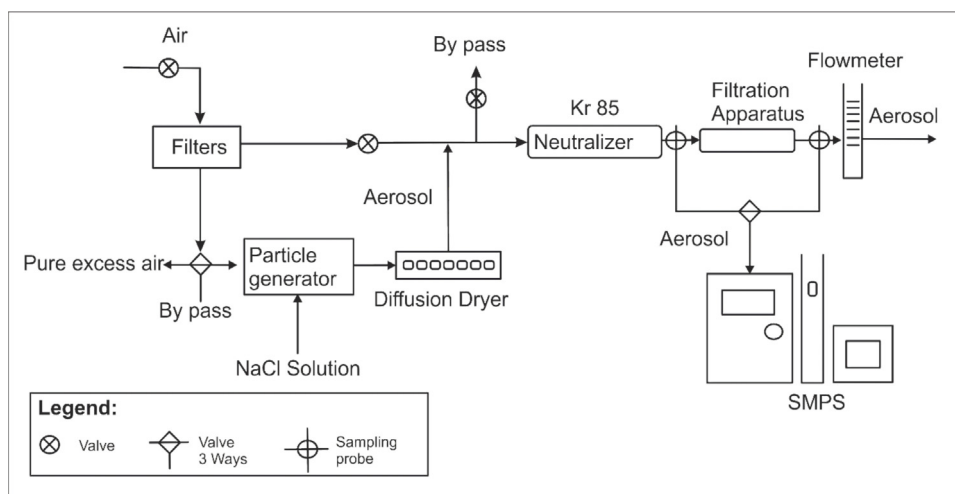 Air
By pass
Flowmeter
Kr 85
Filtration
Apparatus
Aerosol
Filters
Neutralizer
Aerosol
Aerosol
Pure excess air
Particle
generator
By pass
Diffusion Dryer
NaCl Solution
SMPS
Legend:
Valve
Valve
3 Ways
Sampling
probe